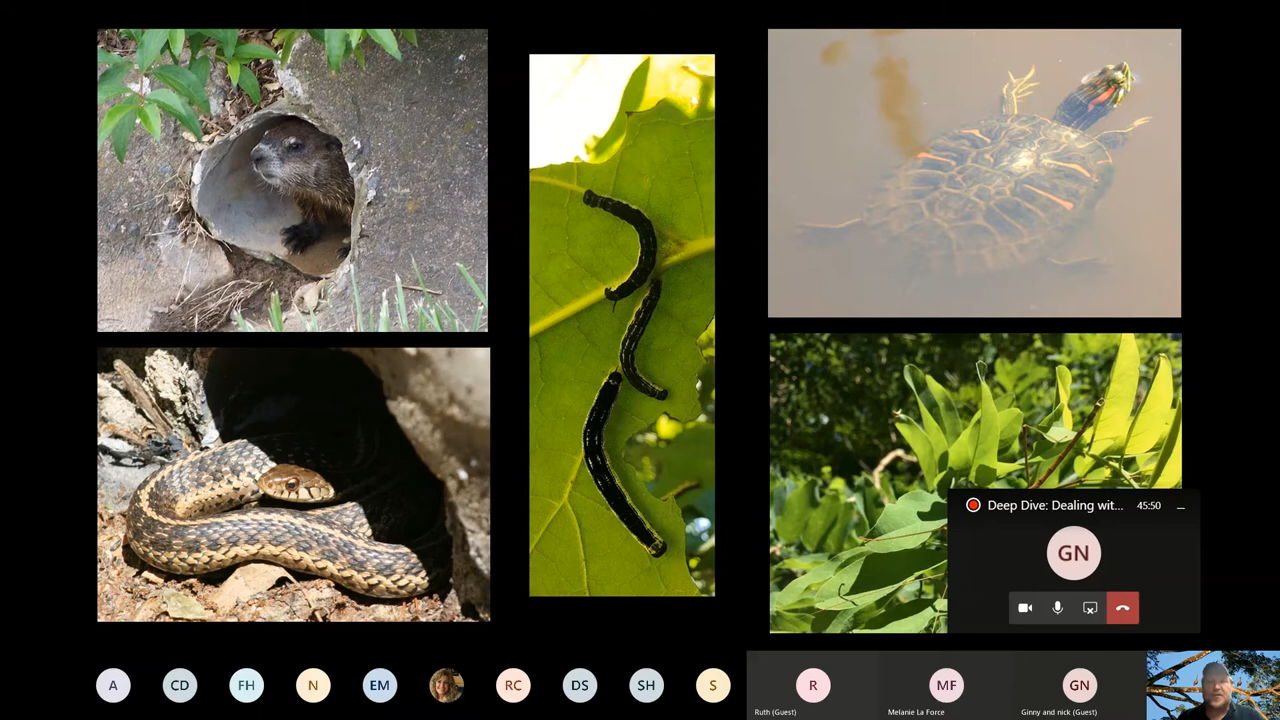 Deep Dive: Dealing wit... 45:50
GN
A CD FH N EM RC DS SH S R MF GN
Ruth (Guest) Melanie La Force Ginny and nick (Guest)